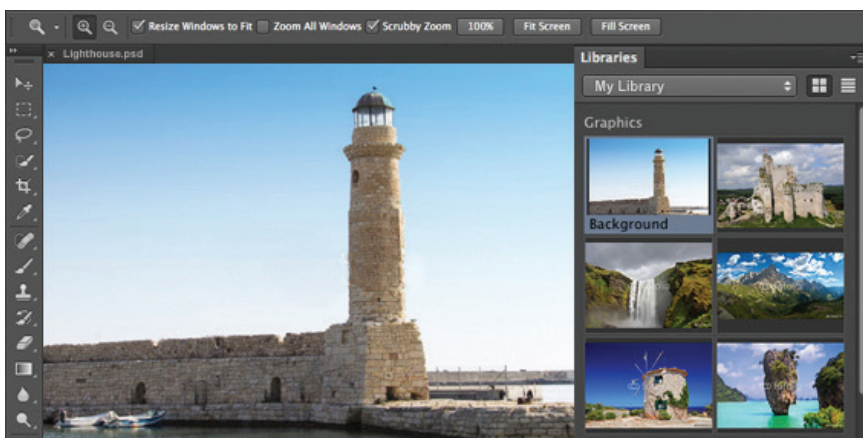 Resize Windows to Fit Zoom All Windows Scrubby Zoom 100% Fit Screen Fill Screen
× Lighthouse.psd
Libraries
My Library
Graphics
Background